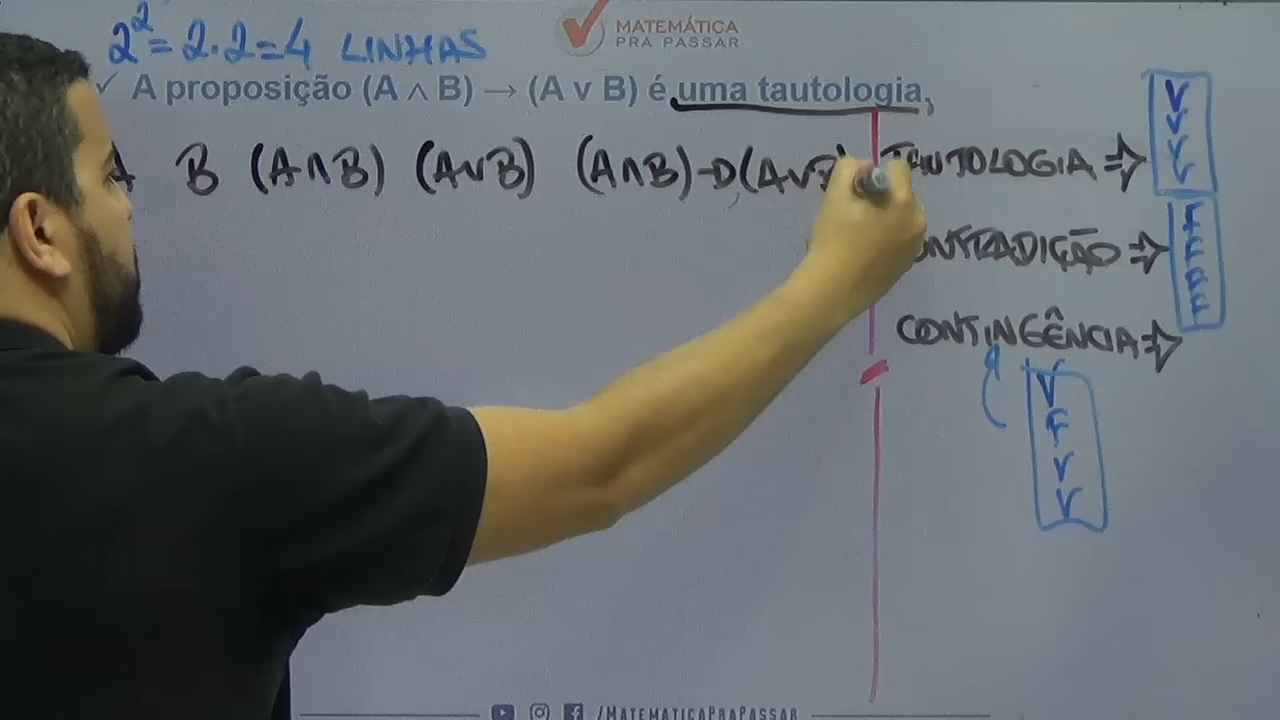 2² = 2.2 = 4 LINHAS
MATEMÁTICA
PRA PASSAR
✓ A proposição (A ∧ B) → (A v B) é uma tautologia,
A B (A∧B) (A∨B) (A∧B)→(A∨B) TAUTOLOGIA ⇒
V
V
V
V
CONTRADIÇÃO ⇒
F
F
F
F
CONTINGÊNCIA ⇒
V
F
V
V
/MATEMATICAPRAPASSAR